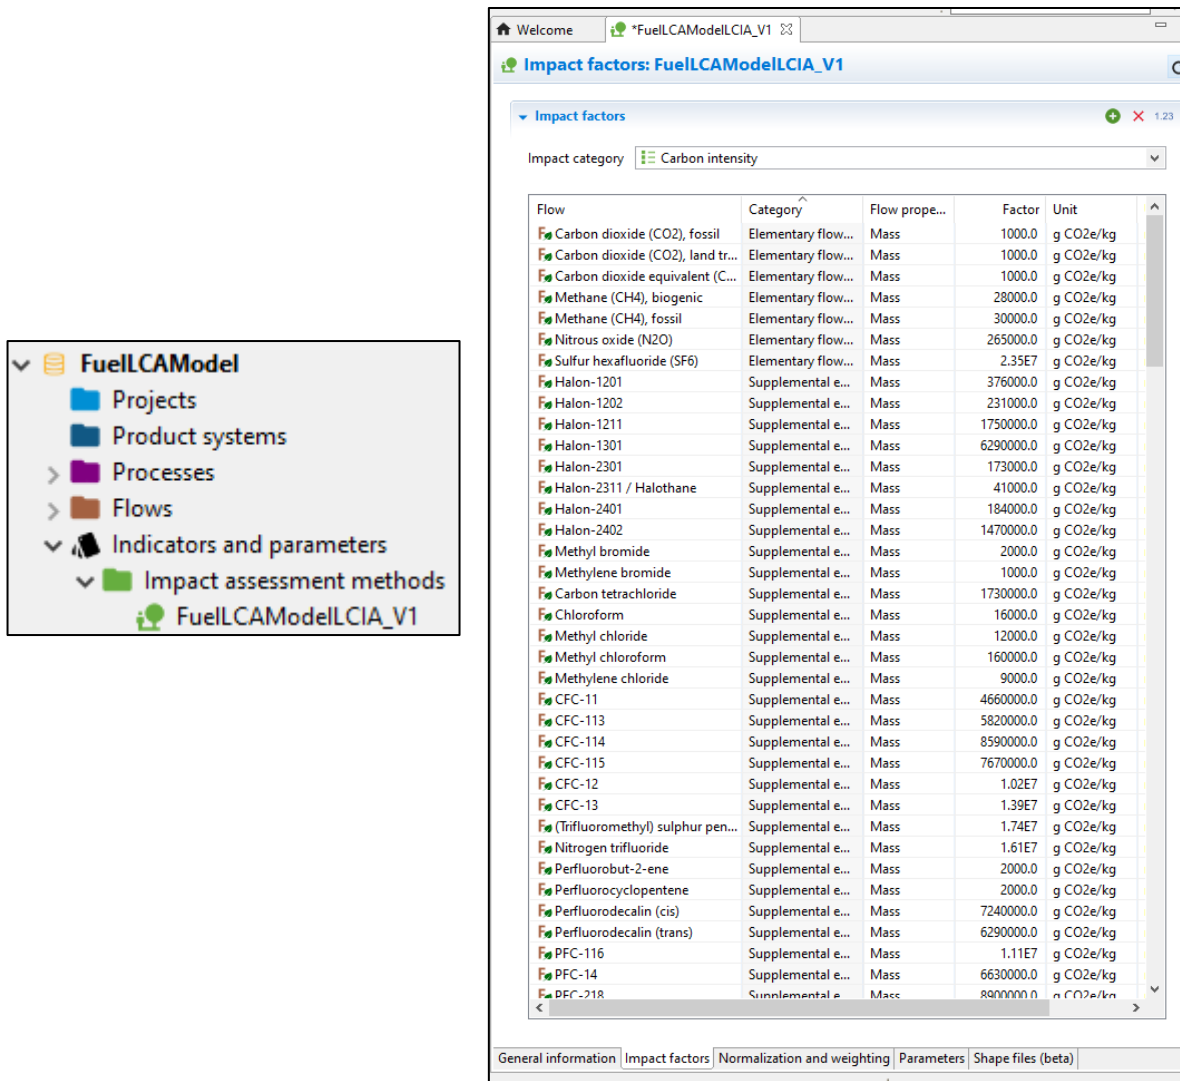 FuelLCAModel
Projects
Product systems
Processes
Flows
Indicators and parameters
Impact assessment methods
FuelLCAModelLCIA_V1
Welcome
*FuelLCAModelLCIA_V1
Impact factors: FuelLCAModelLCIA_V1
Impact factors 1.23
Impact category Carbon intensity
Flow Category Flow prope... Factor Unit
Carbon dioxide (CO2), fossil Elementary flow... Mass 1000.0 g CO2e/kg
Carbon dioxide (CO2), land tr... Elementary flow... Mass 1000.0 g CO2e/kg
Carbon dioxide equivalent (C... Elementary flow... Mass 1000.0 g CO2e/kg
Methane (CH4), biogenic Elementary flow... Mass 28000.0 g CO2e/kg
Methane (CH4), fossil Elementary flow... Mass 30000.0 g CO2e/kg
Nitrous oxide (N2O) Elementary flow... Mass 265000.0 g CO2e/kg
Sulfur hexafluoride (SF6) Elementary flow... Mass 2.35E7 g CO2e/kg
Halon-1201 Supplemental e... Mass 376000.0 g CO2e/kg
Halon-1202 Supplemental e... Mass 231000.0 g CO2e/kg
Halon-1211 Supplemental e... Mass 1750000.0 g CO2e/kg
Halon-1301 Supplemental e... Mass 6290000.0 g CO2e/kg
Halon-2301 Supplemental e... Mass 173000.0 g CO2e/kg
Halon-2311 / Halothane Supplemental e... Mass 41000.0 g CO2e/kg
Halon-2401 Supplemental e... Mass 184000.0 g CO2e/kg
Halon-2402 Supplemental e... Mass 1470000.0 g CO2e/kg
Methyl bromide Supplemental e... Mass 2000.0 g CO2e/kg
Methylene bromide Supplemental e... Mass 1000.0 g CO2e/kg
Carbon tetrachloride Supplemental e... Mass 1730000.0 g CO2e/kg
Chloroform Supplemental e... Mass 16000.0 g CO2e/kg
Methyl chloride Supplemental e... Mass 12000.0 g CO2e/kg
Methyl chloroform Supplemental e... Mass 160000.0 g CO2e/kg
Methylene chloride Supplemental e... Mass 9000.0 g CO2e/kg
CFC-11 Supplemental e... Mass 4660000.0 g CO2e/kg
CFC-113 Supplemental e... Mass 5820000.0 g CO2e/kg
CFC-114 Supplemental e... Mass 8590000.0 g CO2e/kg
CFC-115 Supplemental e... Mass 7670000.0 g CO2e/kg
CFC-12 Supplemental e... Mass 1.02E7 g CO2e/kg
CFC-13 Supplemental e... Mass 1.39E7 g CO2e/kg
(Trifluoromethyl) sulphur pen... Supplemental e... Mass 1.74E7 g CO2e/kg
Nitrogen trifluoride Supplemental e... Mass 1.61E7 g CO2e/kg
Perfluorobut-2-ene Supplemental e... Mass 2000.0 g CO2e/kg
Perfluorocyclopentene Supplemental e... Mass 2000.0 g CO2e/kg
Perfluorodecalin (cis) Supplemental e... Mass 7240000.0 g CO2e/kg
Perfluorodecalin (trans) Supplemental e... Mass 6290000.0 g CO2e/kg
PFC-116 Supplemental e... Mass 1.11E7 g CO2e/kg
PFC-14 Supplemental e... Mass 6630000.0 g CO2e/kg
PFC-218 Supplemental e... Mass 8900000.0 g CO2e/kg
General information Impact factors Normalization and weighting Parameters Shape files (beta)